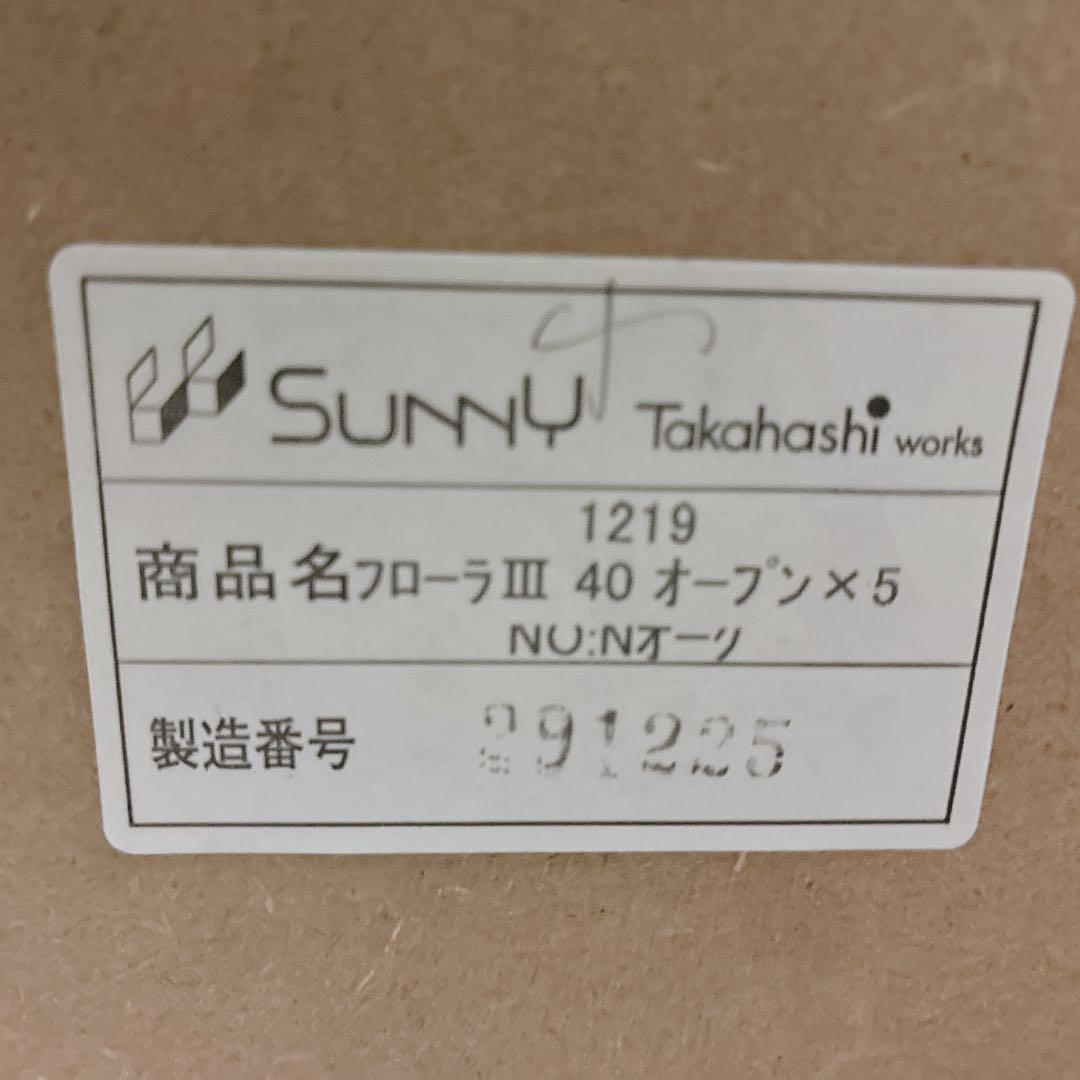 SUNNY Takahashi works
1219
商品名 フローラⅢ 40 オープン×5
NO:Nオーク
製造番号 291225